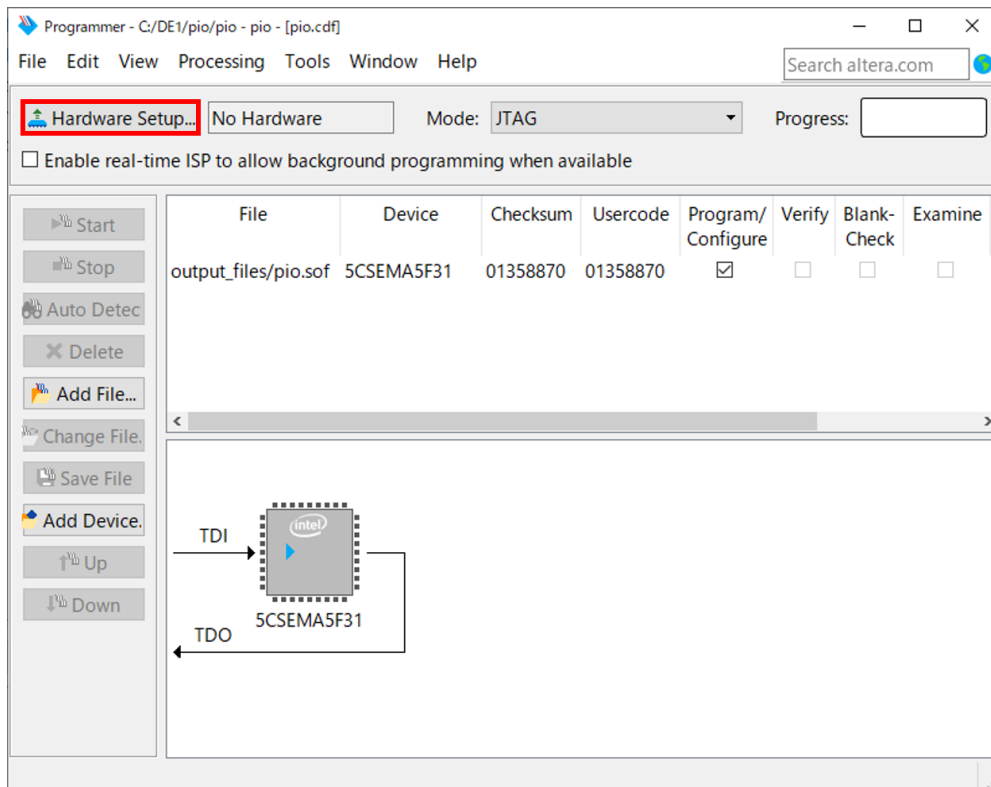 Programmer - C:/DE1/pio/pio - pio - [pio.cdf]
File Edit View Processing Tools Window Help
Search altera.com
Hardware Setup... No Hardware Mode: JTAG Progress:
Enable real-time ISP to allow background programming when available
Start
Stop
Auto Detec
Delete
Add File...
Change File.
Save File
Add Device.
Up
Down
File Device Checksum Usercode Program/ Verify Blank- Examine
Configure Check
output_files/pio.sof 5CSEMA5F31 01358870 01358870
intel
TDI
5CSEMA5F31
TDO